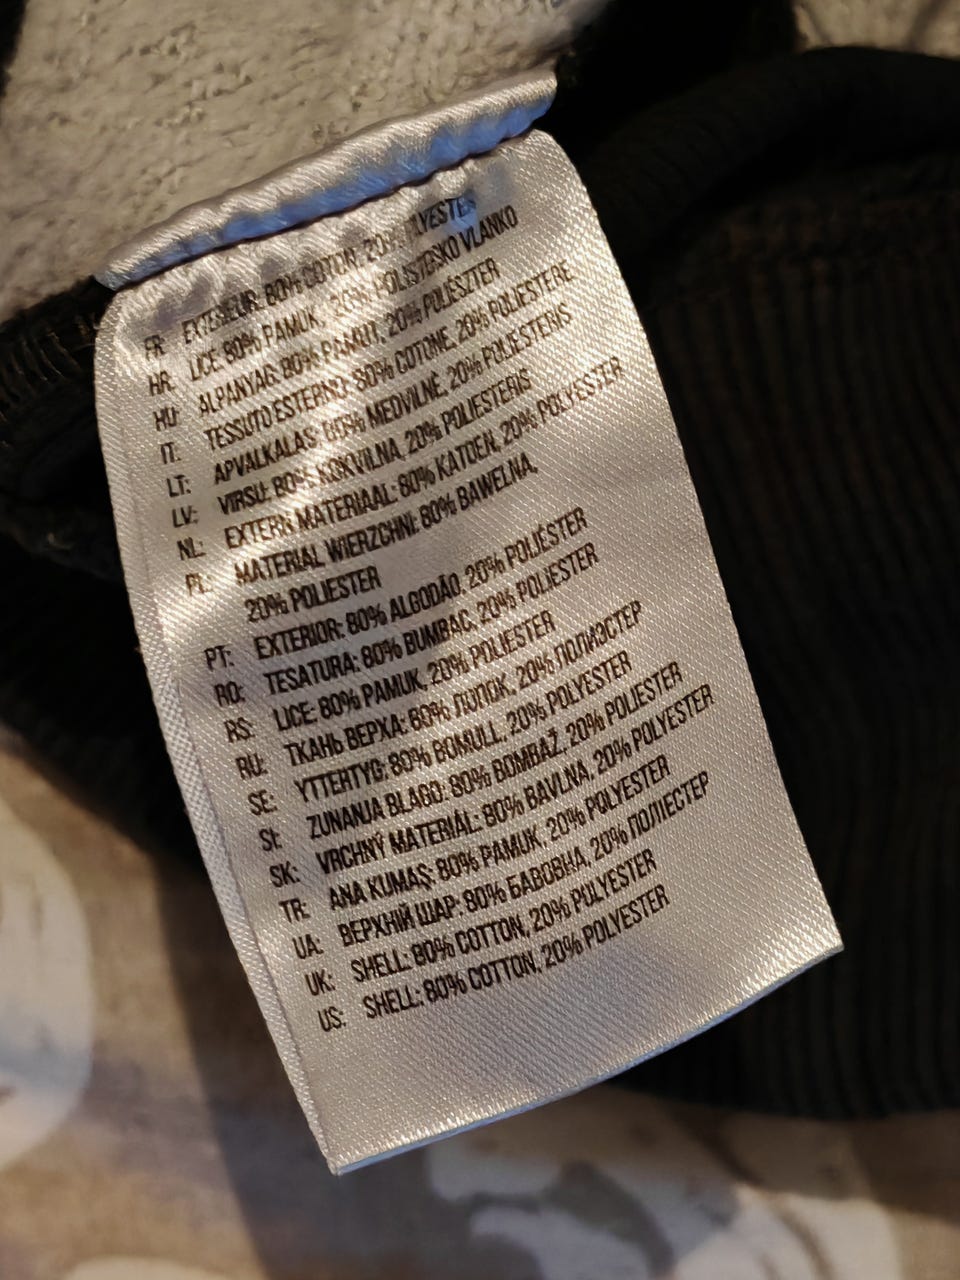 FR: EXTERIEUR: 80% COTON, 20% POLYESTER
HR: LICE: 80% PAMUK, 20% POLIESTERSKO VLANKO
HU: ALPANYAG: 80% PAMUT, 20% POLIÉSZTER
IT: TESSUTO ESTERNO: 80% COTONE, 20% POLIESTERE
LT: APVALKALAS: 80% MEDVILNĖ, 20% POLIESTERIS
LV: VIRSU: 80% KOKVILNA, 20% POLIESTERIS
NL: EXTERN MATERIAAL: 80% KATOEN, 20% POLYESTER
PL: MATERIAL WIERZCHNI: 80% BAWEŁNA,
20% POLIESTER
PT: EXTERIOR: 80% ALGODÃO, 20% POLIÉSTER
RO: TESATURA: 80% BUMBAC, 20% POLIESTER
RS: LICE: 80% PAMUK, 20% POLIESTER
RU: ТКАНЬ ВЕРХА: 80% ЛОПОК, 20% ПОЛИЭСТЕР
SE: YTTERTYG: 80% BOMULL, 20% POLYESTER
SI: ZUNANJA BLAGO: 80% BOMBAŽ, 20% POLIESTER
SK: VRCHNÝ MATERIÁL: 80% BAVLNA, 20% POLYESTER
TR: ANA KUMAŞ: 80% PAMUK, 20% POLYESTER
UA: ВЕРХНІЙ ШАР: 80% БАВОВНА, 20% ПОЛІЕСТЕР
UK: SHELL: 80% COTTON, 20% POLYESTER
US: SHELL: 80% COTTON, 20% POLYESTER